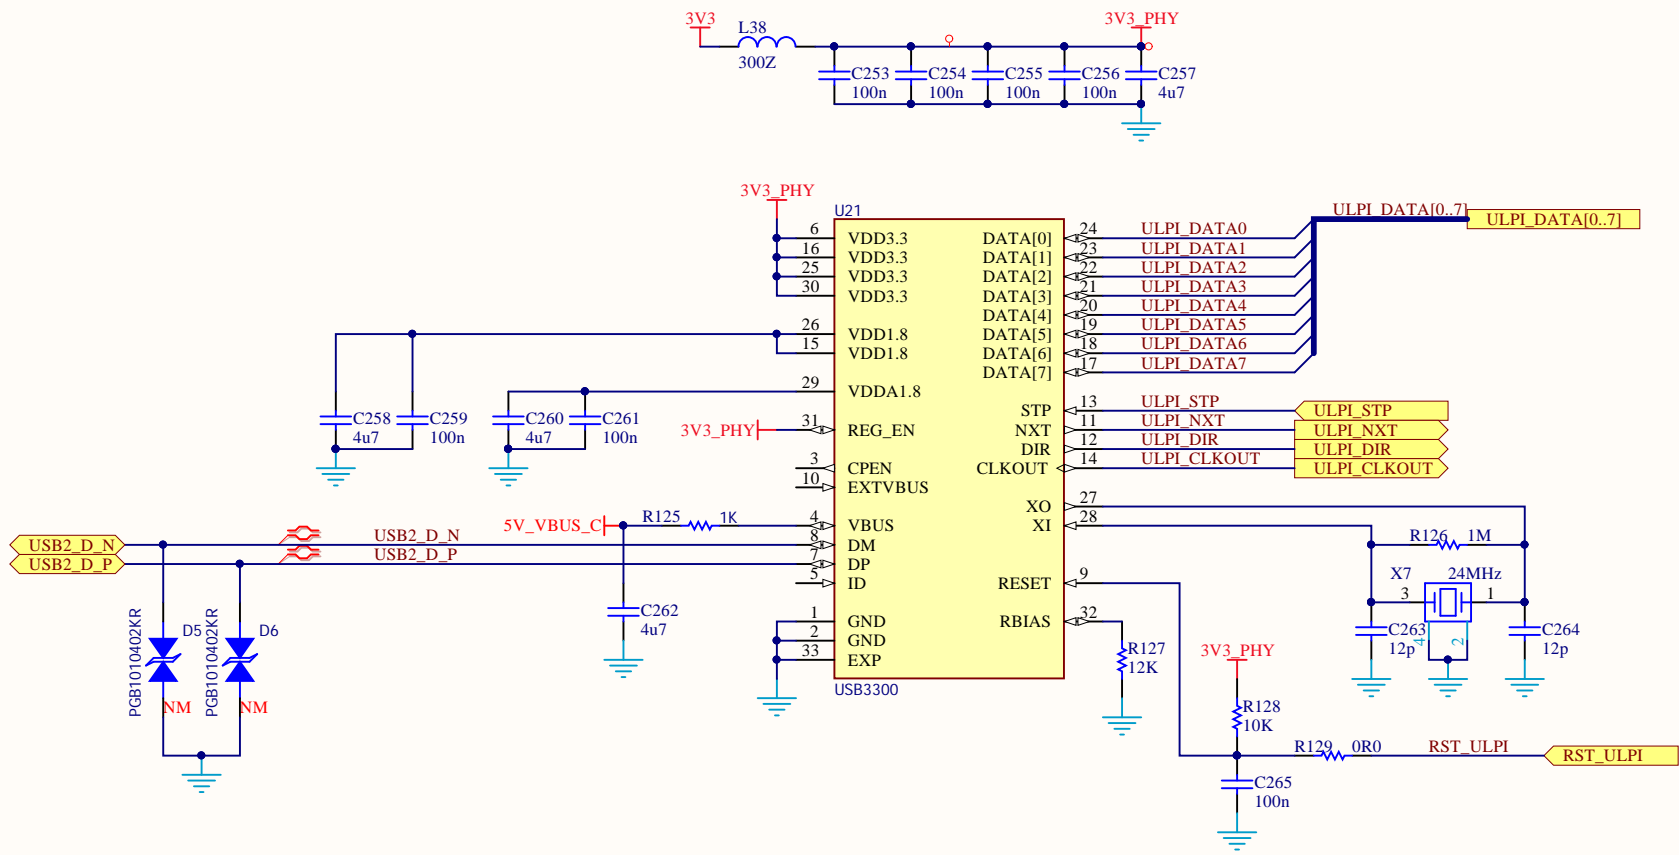 3V3
L38
300Z
3V3_PHY
C253
100n
C254
100n
C255
100n
C256
100n
C257
4u7
3V3_PHY
U21
6 VDD3.3
16 VDD3.3
25 VDD3.3
30 VDD3.3
26 VDD1.8
15 VDD1.8
29 VDDA1.8
3V3_PHY 31 REG_EN
3 CPEN
10 EXTVBUS
4 VBUS
8 DM
7 DP
5 ID
1 GND
2 GND
33 EXP
USB3300
DATA[0] 24 ULPI_DATA0
DATA[1] 23 ULPI_DATA1
DATA[2] 22 ULPI_DATA2
DATA[3] 21 ULPI_DATA3
DATA[4] 20 ULPI_DATA4
DATA[5] 19 ULPI_DATA5
DATA[6] 18 ULPI_DATA6
DATA[7] 17 ULPI_DATA7
ULPI_DATA[0..7] ULPI_DATA[0..7]
STP 13 ULPI_STP ULPI_STP
NXT 11 ULPI_NXT ULPI_NXT
DIR 12 ULPI_DIR ULPI_DIR
CLKOUT 14 ULPI_CLKOUT ULPI_CLKOUT
XO 27
XI 28
RESET 9
RBIAS 32
C258
4u7
C259
100n
C260
4u7
C261
100n
5V_VBUS_C R125 1K
USB2_D_N USB2_D_N
USB2_D_P USB2_D_P
C262
4u7
PGB1010402KR D5
NM
PGB1010402KR D6
NM
R126 1M
X7 24MHz
3 1
4 2
C263
12p
C264
12p
R127
12K
3V3_PHY
R128
10K
R129 0R0 RST_ULPI RST_ULPI
C265
100n